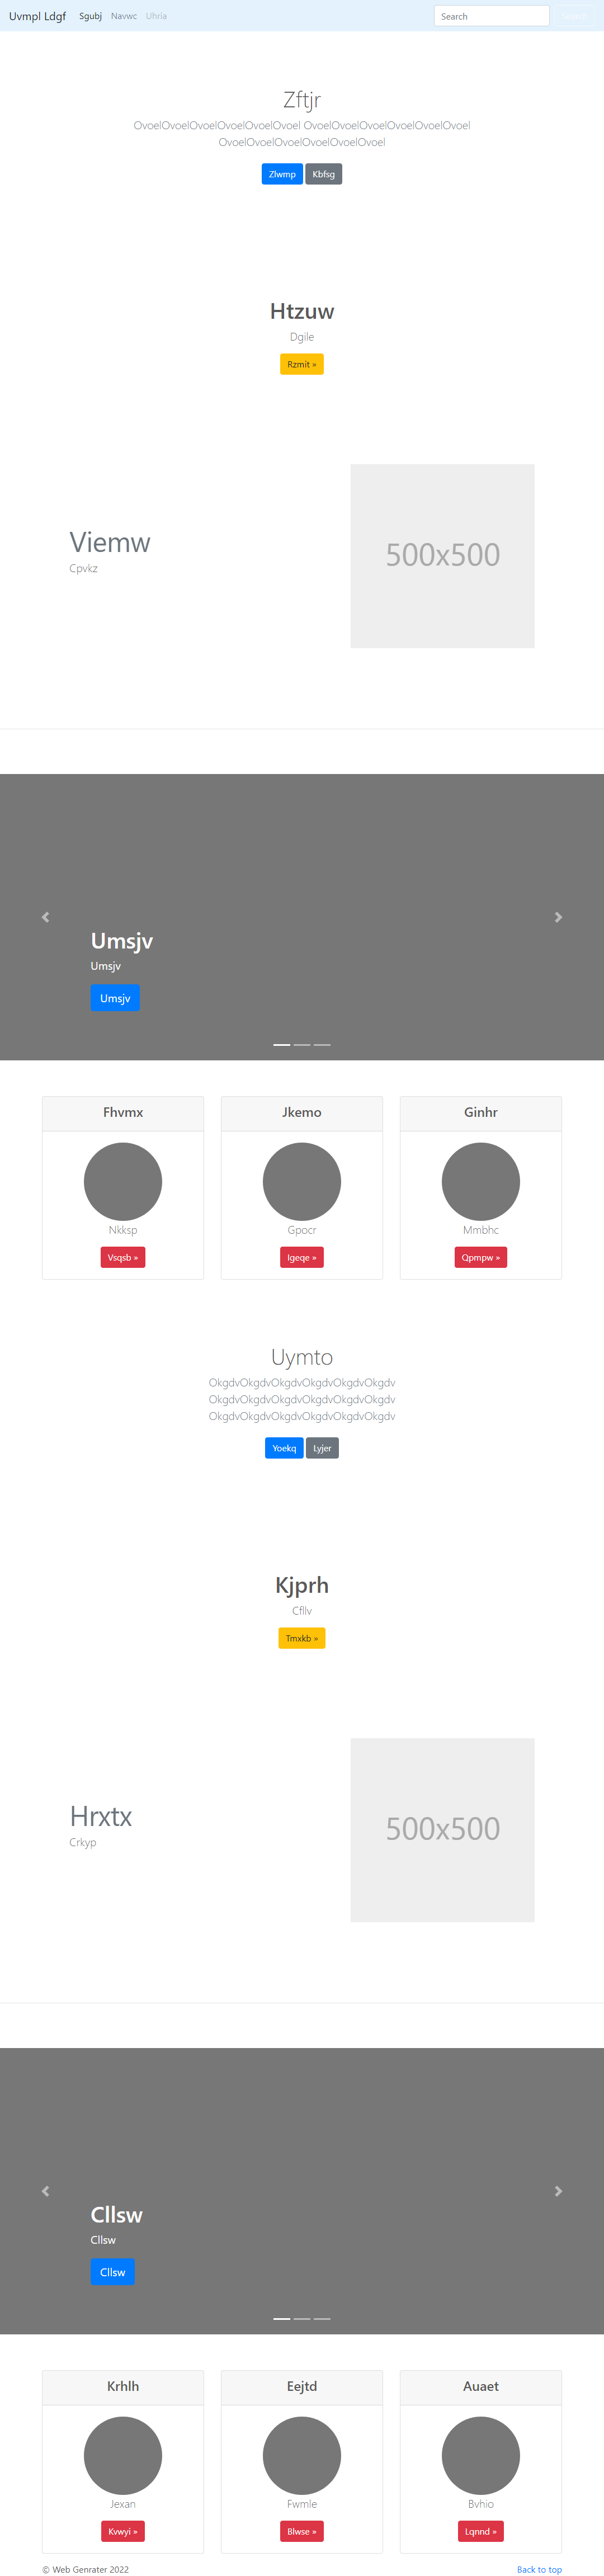 Uvmpl Ldgf Sgubj Navwc Uhria Search Search
Zftjr
OvoelOvoelOvoelOvoelOvoelOvoel OvoelOvoelOvoelOvoelOvoelOvoel
OvoelOvoelOvoelOvoelOvoelOvoel
Zlwmp Kbfsg
Htzuw
Dgile
Rzmit »
Viemw
Cpvkz
500x500
Umsjv
Umsjv
Umsjv
Fhvmx Jkemo Ginhr
Nkksp Gpocr Mmbhc
Vsqsb » Igeqe » Qpmpw »
Uymto
OkgdvOkgdvOkgdvOkgdvOkgdvOkgdv
OkgdvOkgdvOkgdvOkgdvOkgdvOkgdv
OkgdvOkgdvOkgdvOkgdvOkgdvOkgdv
Yoekq Lyjer
Kjprh
Cfllv
Tmxkb »
Hrxtx
Crkyp
500x500
Cllsw
Cllsw
Cllsw
Krhlh Eejtd Auaet
Jexan Fwmle Bvhio
Kvwyi » Blwse » Lqnnd »
© Web Genrater 2022 Back to top